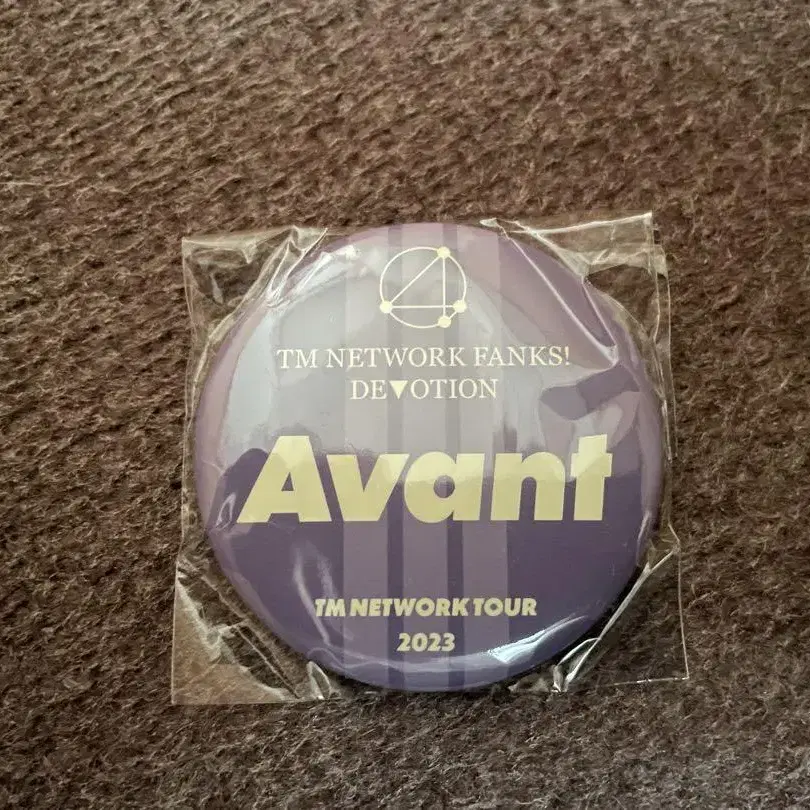 TM NETWORK FANKS!
DE▼OTION
Avant
TM NETWORK TOUR
2023